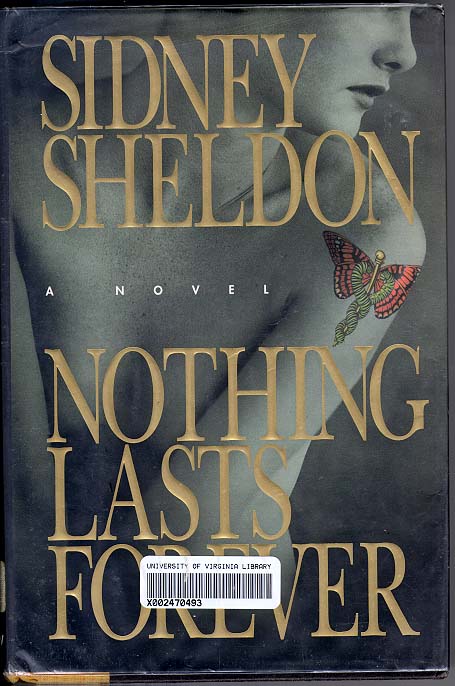 SIDNEY
SHELDON
A NOVEL
NOTHING
LASTS
FOREVER
UNIVERSITY OF VIRGINIA LIBRARY
X002470493